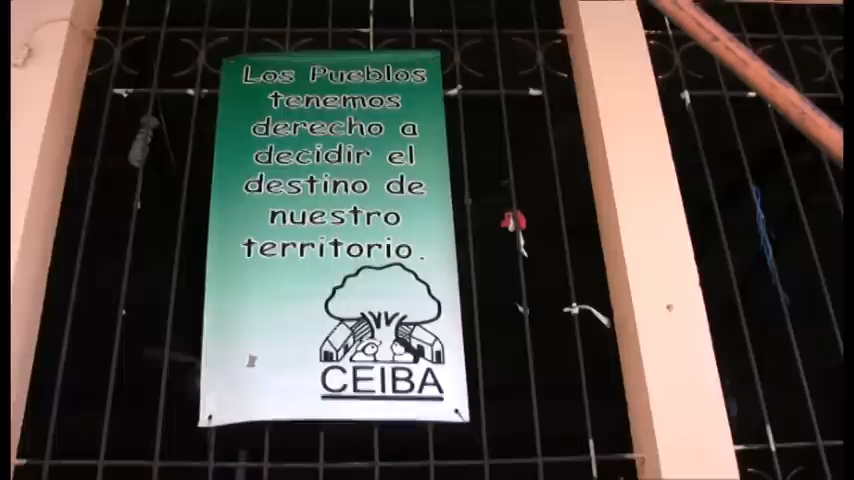 Los Pueblos
tenemos
derecho a
decidir el
destino de
nuestro
territorio.
CEIBA